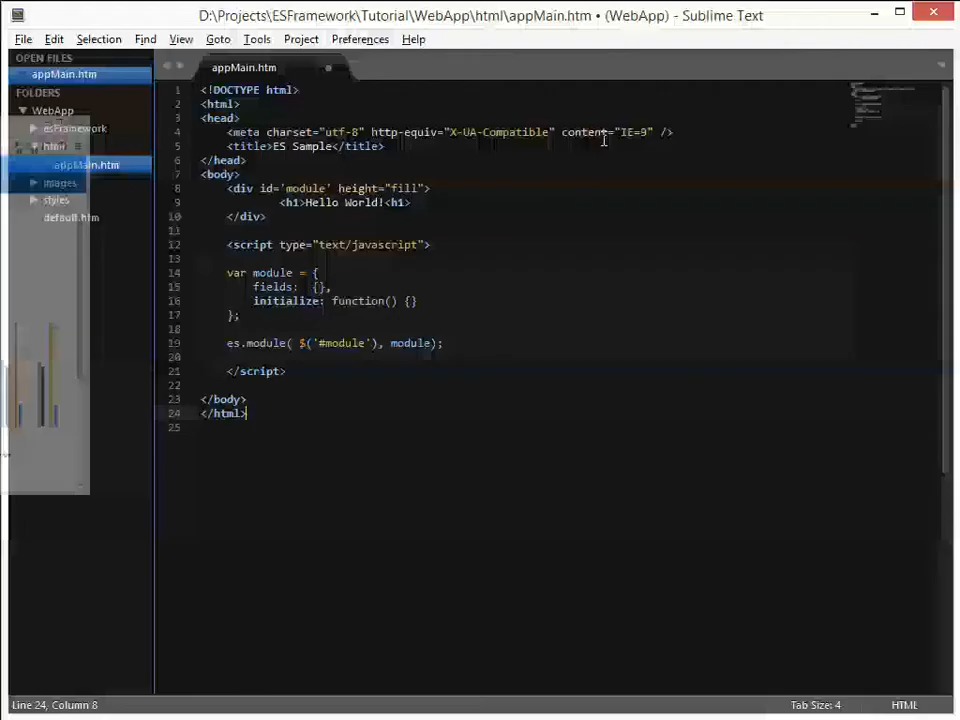 D:\Projects\ESFramework\Tutorial\WebApp\html\appMain.htm • (WebApp) - Sublime Text
File Edit Selection Find View Goto Tools Project Preferences Help
OPEN FILES
appMain.htm
FOLDERS
WebApp
esFramework
html
appMain.htm
images
styles
default.htm
appMain.htm
1 <!DOCTYPE html>
2 <html>
3 <head>
4 <meta charset="utf-8" http-equiv="X-UA-Compatible" content="IE=9" />
5 <title>ES Sample</title>
6 </head>
7 <body>
8 <div id='module' height="fill">
9 <h1>Hello World!<h1>
10 </div>
11
12 <script type="text/javascript">
13
14 var module = {
15 fields: {},
16 initialize: function() {}
17 };
18
19 es.module( $('#module'), module);
20
21 </script>
22
23 </body>
24 </html>
25
Line 24, Column 8
Tab Size: 4
HTML